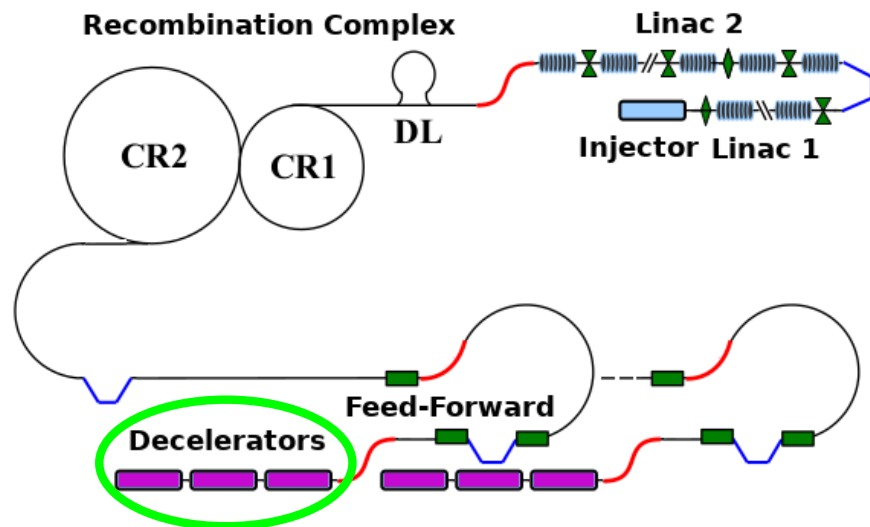 Recombination Complex
Linac 2
DL
CR2
CR1
Injector
Linac 1
Feed-Forward
Decelerators